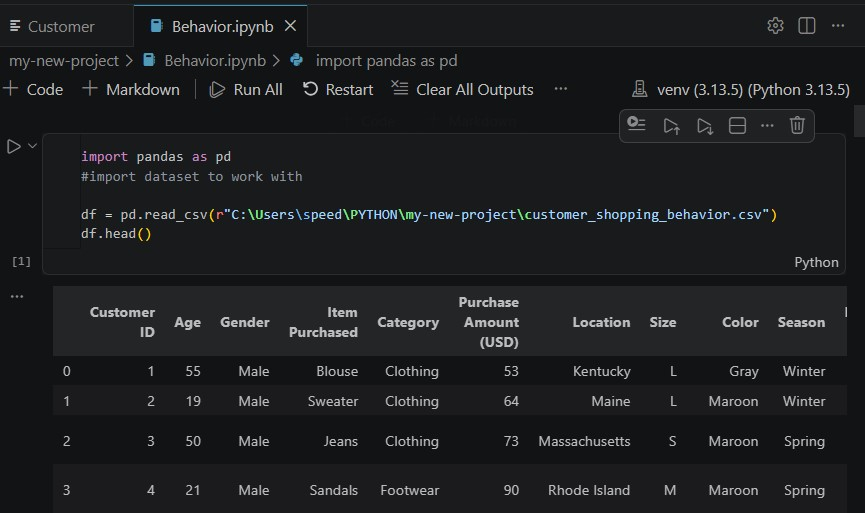 Customer Behavior.ipynb
my-new-project > Behavior.ipynb > import pandas as pd
+ Code + Markdown Run All Restart Clear All Outputs ... venv (3.13.5) (Python 3.13.5)
import pandas as pd
#import dataset to work with
df = pd.read_csv(r"C:\Users\speed\PYTHON\my-new-project\customer_shopping_behavior.csv")
df.head()
[1] Python
Customer ID Age Gender Item Purchased Category Purchase Amount (USD) Location Size Color Season
0 1 55 Male Blouse Clothing 53 Kentucky L Gray Winter
1 2 19 Male Sweater Clothing 64 Maine L Maroon Winter
2 3 50 Male Jeans Clothing 73 Massachusetts S Maroon Spring
3 4 21 Male Sandals Footwear 90 Rhode Island M Maroon Spring